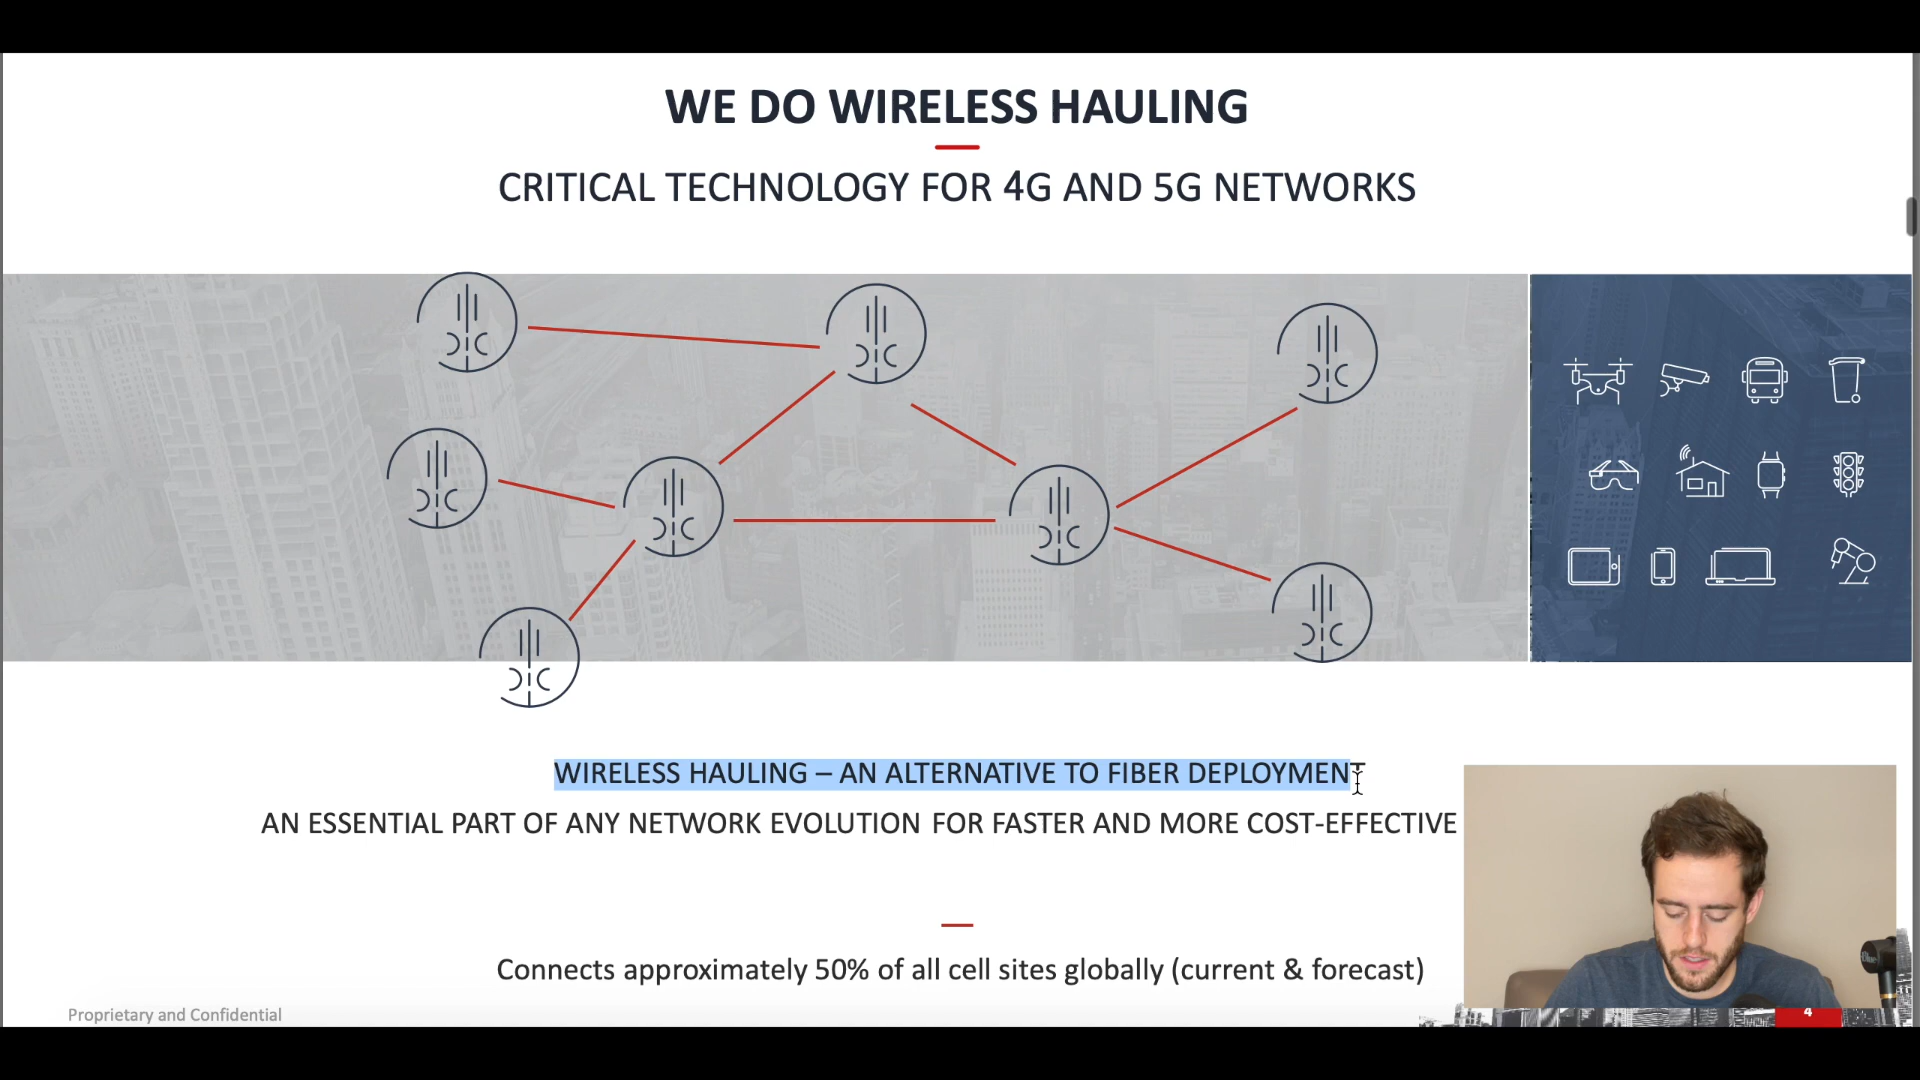 WE DO WIRELESS HAULING
CRITICAL TECHNOLOGY FOR 4G AND 5G NETWORKS
WIRELESS HAULING – AN ALTERNATIVE TO FIBER DEPLOYMENT
AN ESSENTIAL PART OF ANY NETWORK EVOLUTION FOR FASTER AND MORE COST-EFFECTIVE
Connects approximately 50% of all cell sites globally (current & forecast)
Proprietary and Confidential
4